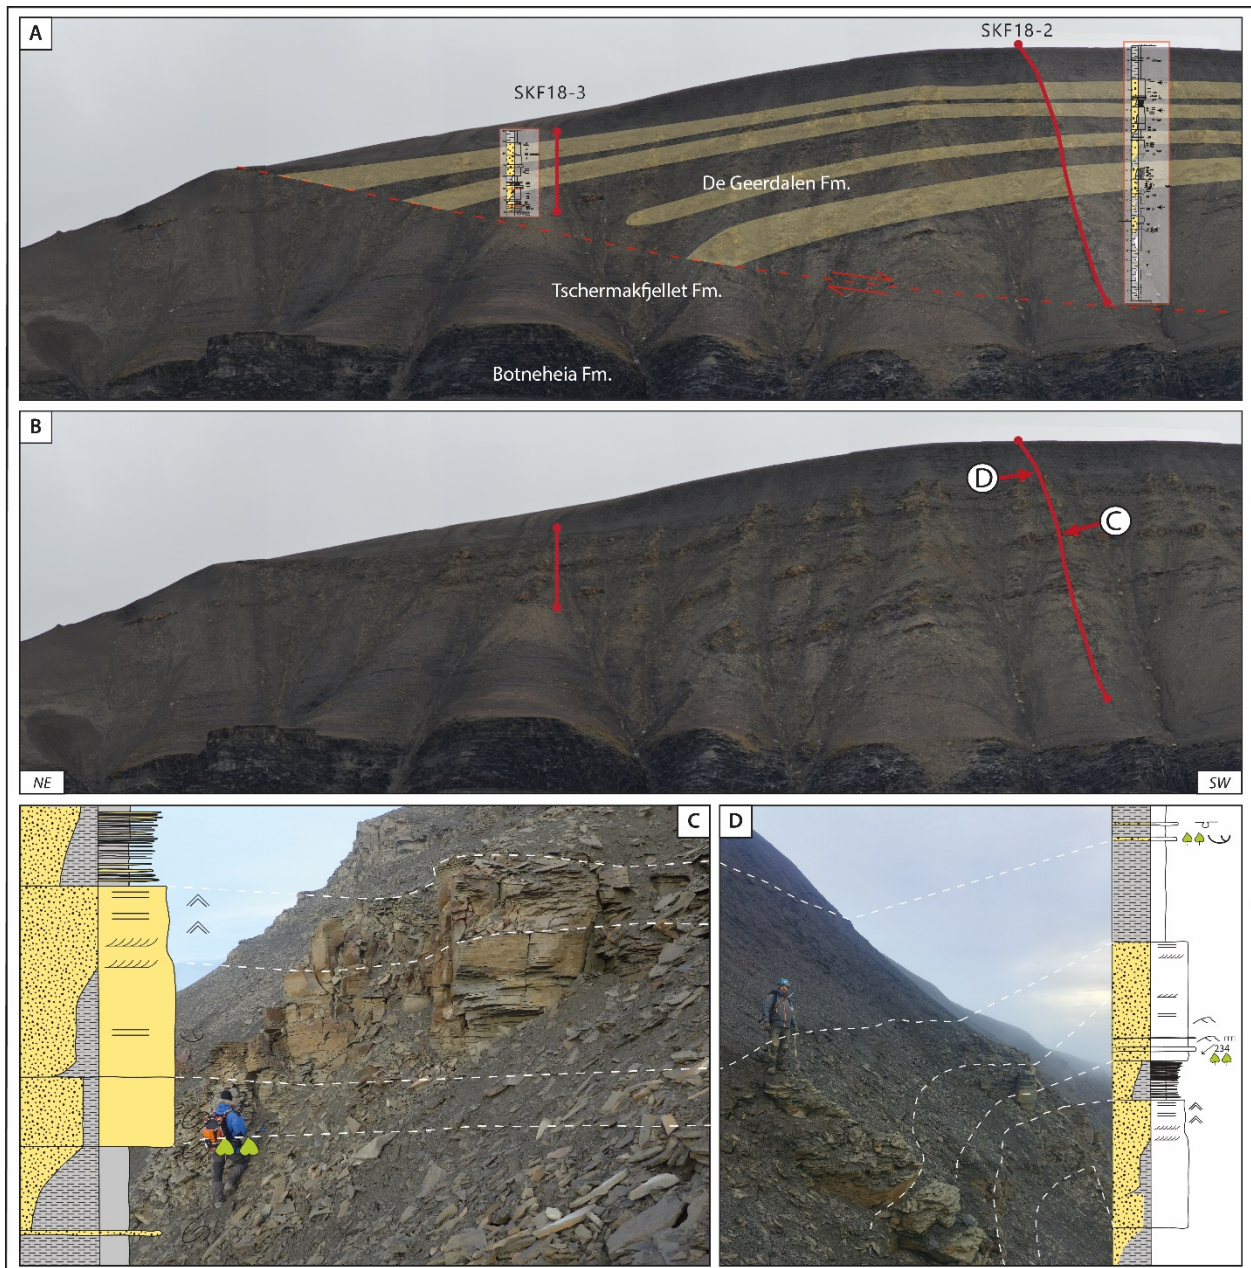 A
SKF18-2
SKF18-3
De Geerdalen Fm.
Tschermakfjellet Fm.
Botneheia Fm.
B
D
C
NE
SW
C
D
234